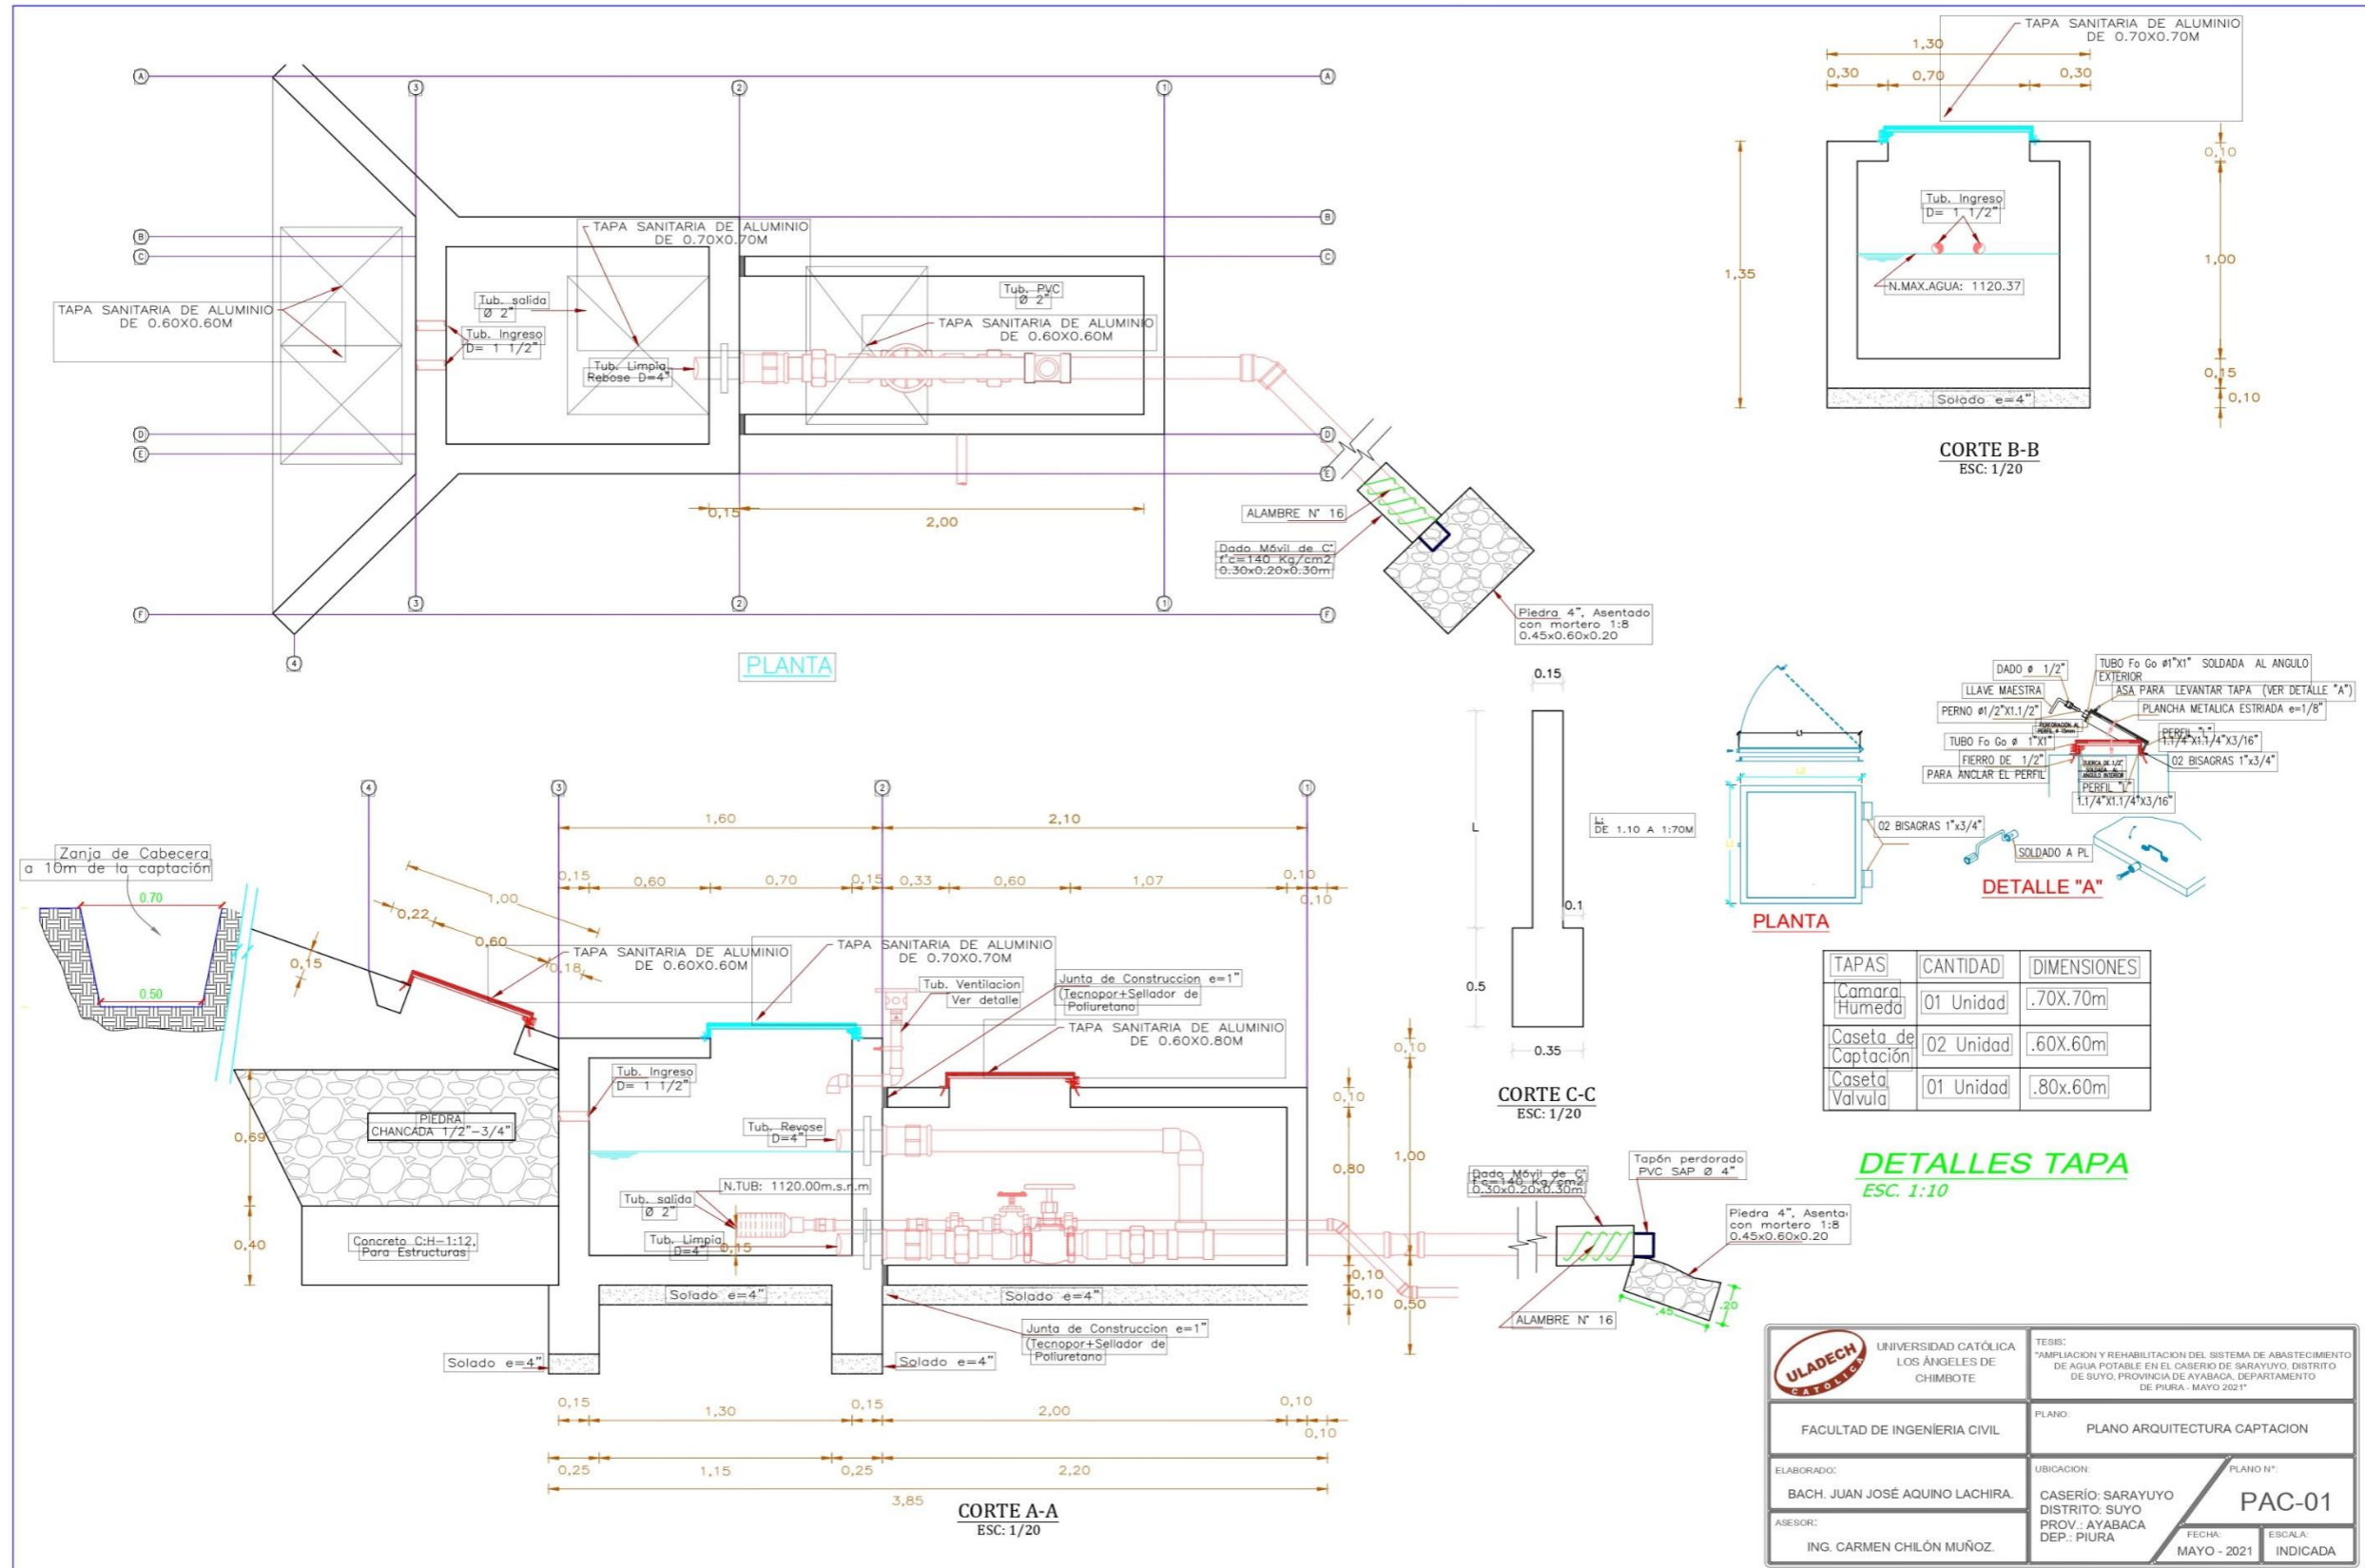 A
A
3
2
1
B
B
C
C
D
D
E
E
F
F
3
2
1
4
TAPA SANITARIA DE ALUMINIO
DE 0.70X0.70M
TAPA SANITARIA DE ALUMINIO
DE 0.60X0.60M
Tub. salida
Ø 2"
Tub. Ingreso
D= 1 1/2"
Tub. Limpia
Rebose D=4"
Tub. PVC
Ø 2"
TAPA SANITARIA DE ALUMINIO
DE 0.60X0.60M
0,15
2,00
ALAMBRE N° 16
Dado Móvil de C°
f'c=140 Kg/cm2
0.30x0.20x0.30m
Piedra 4", Asentado
con mortero 1:8
0.45x0.60x0.20
PLANTA
TAPA SANITARIA DE ALUMINIO
DE 0.70X0.70M
1,30
0,30
0,70
0,30
0,10
1,35
1,00
0,15
0,10
Tub. Ingreso
D= 1 1/2"
N.MAX.AGUA: 1120.37
Solado e=4"
CORTE B-B
ESC: 1/20
4
3
2
1
1,60
2,10
0,15
0,60
0,70
0,15
0,33
0,60
1,07
0,10
0,10
Zanja de Cabecera
a 10m de la captación
0.70
0.50
1,00
0,22
0,60
0,18
0,15
TAPA SANITARIA DE ALUMINIO
DE 0.60X0.60M
TAPA SANITARIA DE ALUMINIO
DE 0.70X0.70M
Tub. Ventilacion
Ver detalle
Junta de Construccion e=1"
(Tecnopor+Sellador de
Poliuretano
TAPA SANITARIA DE ALUMINIO
DE 0.60X0.80M
Tub. Ingreso
D= 1 1/2"
PIEDRA
CHANCADA 1/2"-3/4"
0,69
0,40
Concreto C:H-1:12,
Para Estructuras
Tub. Revose
D=4"
N.TUB: 1120.00m.s.n.m
Tub. salida
Ø 2"
Tub. Limpia
D=4"
0,15
0,10
0,10
0,80
1,00
0,10
0,10
0,50
Solado e=4"
Solado e=4"
Junta de Construccion e=1"
(Tecnopor+Sellador de
Poliuretano
Solado e=4"
Solado e=4"
0,15
1,30
0,15
2,00
0,10
0,10
0,25
1,15
0,25
2,20
3,85
CORTE A-A
ESC: 1/20
0.15
L
L:
DE 1.10 A 1:70M
0.1
0.5
0.35
CORTE C-C
ESC: 1/20
Dado Móvil de C°
f'c=140 Kg/cm2
0.30x0.20x0.30m
Tapón perdorado
PVC SAP Ø 4"
Piedra 4", Asenta
con mortero 1:8
0.45x0.60x0.20
.45
.20
ALAMBRE N° 16
L1
PLANTA
DADO ø 1/2"
TUBO Fo Go ø1"X1" SOLDADA AL ANGULO
EXTERIOR
LLAVE MAESTRA
ASA PARA LEVANTAR TAPA (VER DETALLE "A")
PERNO ø1/2"X1.1/2"
PLANCHA METALICA ESTRIADA e=1/8"
TUBO Fo Go ø 1"X1"
PERFIL "L"
1.1/4"X1.1/4"X3/16"
FIERRO DE 1/2"
PARA ANCLAR EL PERFIL
02 BISAGRAS 1"x3/4"
PERFIL "L"
1.1/4"X1.1/4"X3/16"
02 BISAGRAS 1"x3/4"
SOLDADO A PL
DETALLE "A"
TAPAS CANTIDAD DIMENSIONES
Camara Humeda 01 Unidad .70X.70m
Caseta de Captación 02 Unidad .60X.60m
Caseta Valvula 01 Unidad .80x.60m
DETALLES TAPA
ESC. 1:10
ULADECH
CATOLICA
UNIVERSIDAD CATÓLICA
LOS ÁNGELES DE
CHIMBOTE
TESIS:
"AMPLIACION Y REHABILITACION DEL SISTEMA DE ABASTECIMIENTO
DE AGUA POTABLE EN EL CASERIO DE SARAYUYO, DISTRITO
DE SUYO, PROVINCIA DE AYABACA, DEPARTAMENTO
DE PIURA - MAYO 2021"
FACULTAD DE INGENÍERIA CIVIL
PLANO:
PLANO ARQUITECTURA CAPTACION
ELABORADO:
BACH. JUAN JOSÉ AQUINO LACHIRA.
UBICACION:
CASERÍO: SARAYUYO
DISTRITO: SUYO
PROV.: AYABACA
DEP.: PIURA
PLANO N°:
PAC-01
ASESOR:
ING. CARMEN CHILÓN MUÑOZ.
FECHA:
MAYO - 2021
ESCALA:
INDICADA